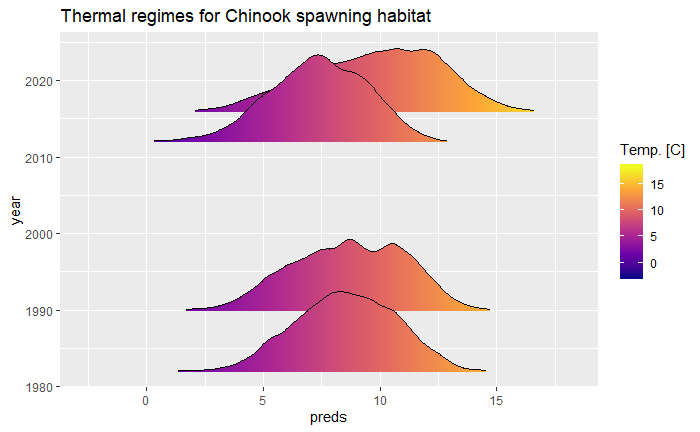 Thermal regimes for Chinook spawning habitat
2020
2010
2000
1990
1980
year
0 5 10 15
preds
Temp. [C]
15
10
5
0